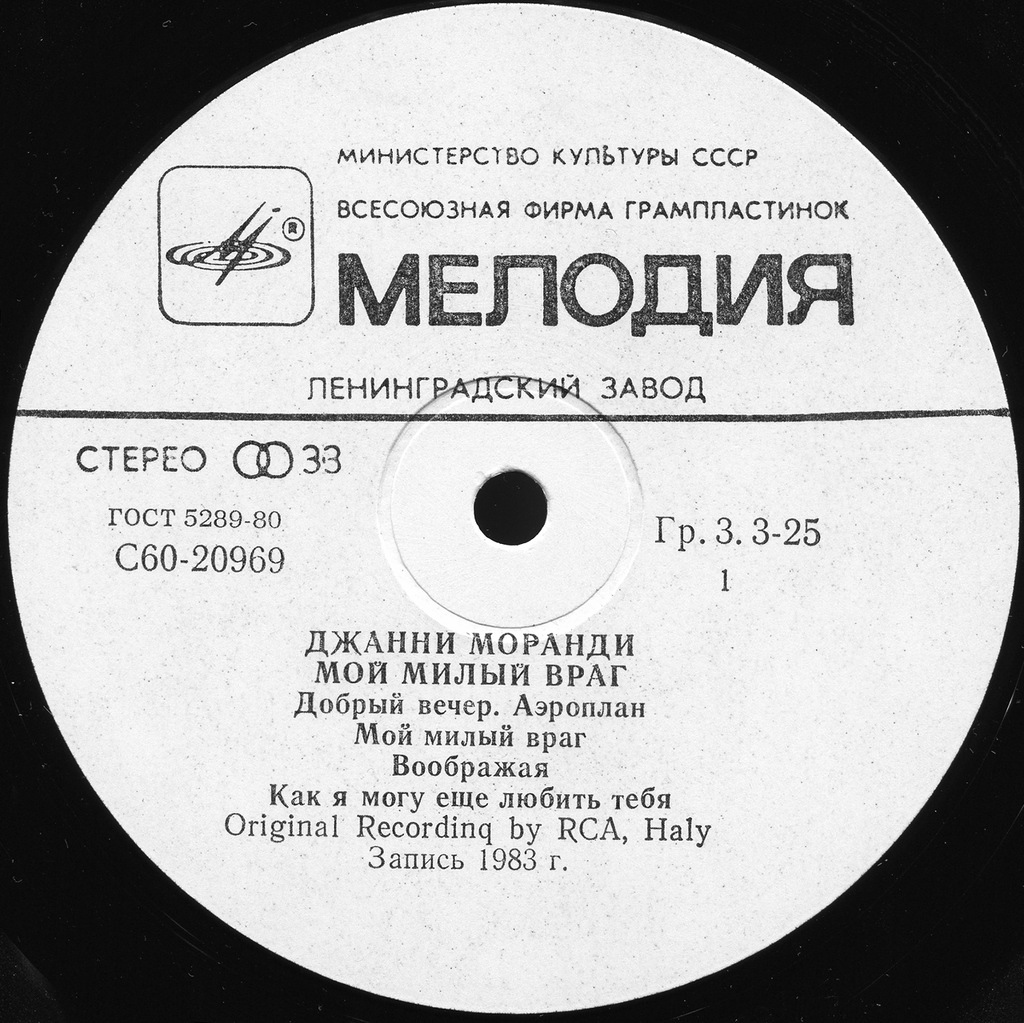 МИНИСТЕРСТВО КУЛЬТУРЫ СССР
ВСЕСОЮЗНАЯ ФИРМА ГРАМПЛАСТИНОК
®
МЕЛОДИЯ
ЛЕНИНГРАДСКИЙ ЗАВОД
СТЕРЕО 33
ГОСТ 5289-80
С60-20969
Гр. 3. 3-25
1
ДЖАННИ МОРАНДИ
МОЙ МИЛЫЙ ВРАГ
Добрый вечер. Аэроплан
Мой милый враг
Воображая
Как я могу еще любить тебя
Original Recordinq by RCA, Haly
Запись 1983 г.